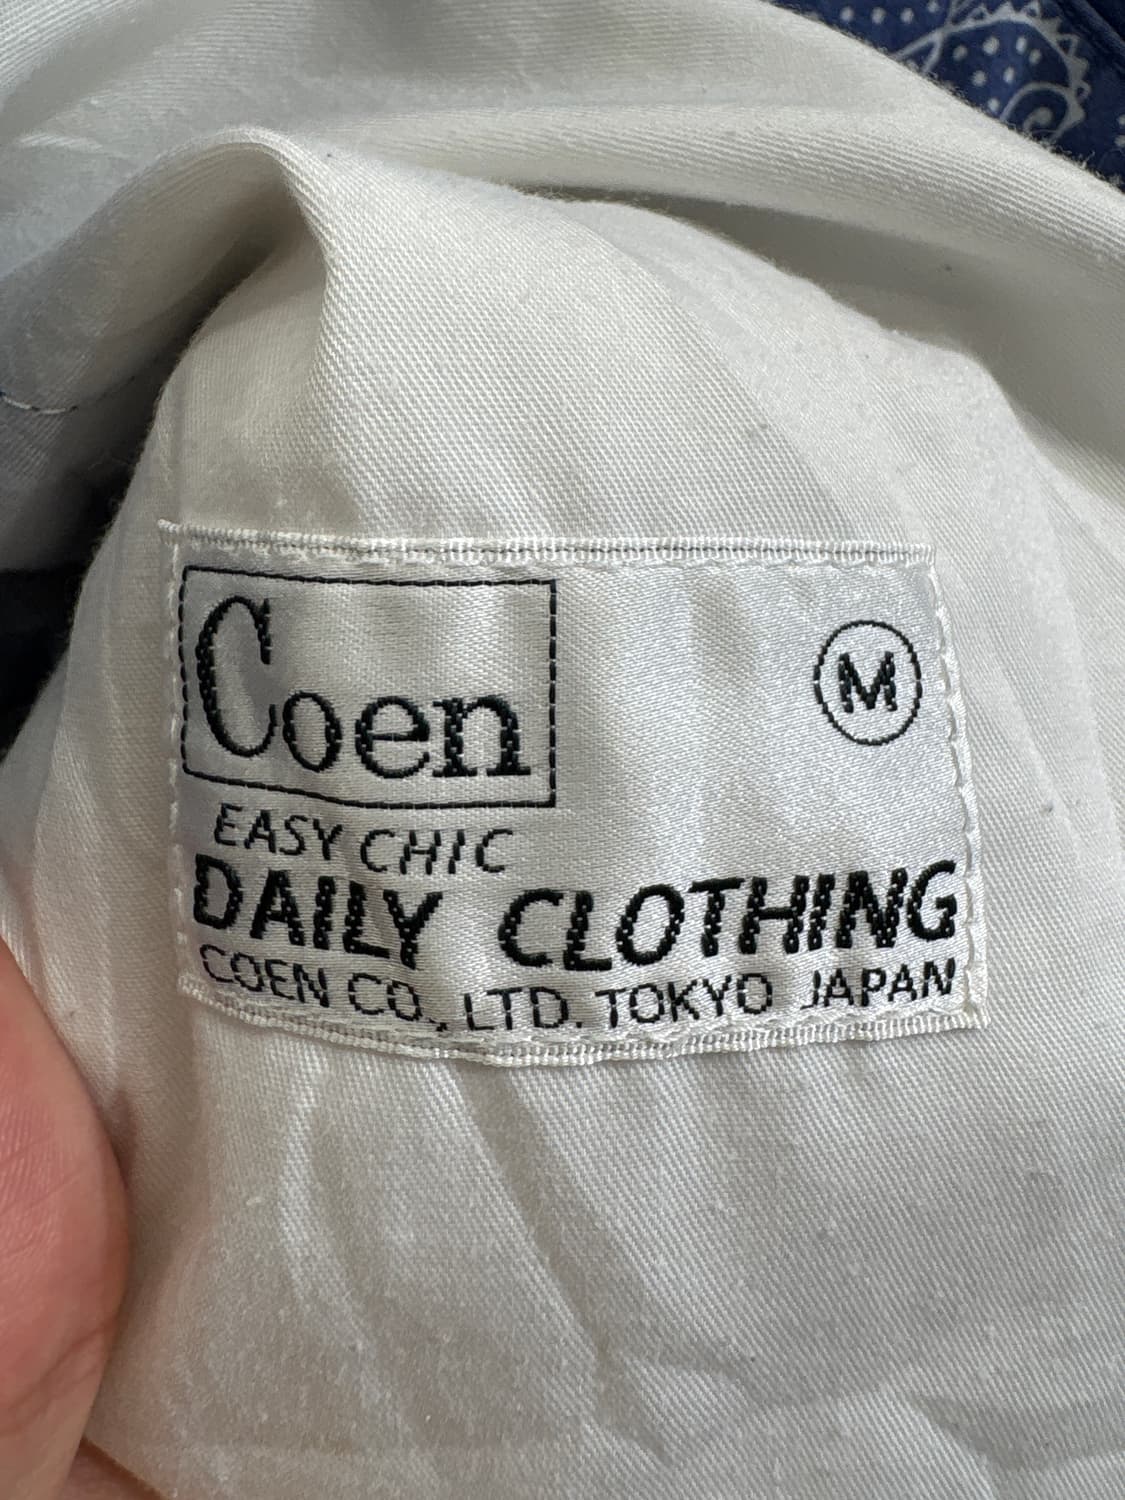 Coen
M
EASY CHIC
DAILY CLOTHING
COEN CO., LTD. TOKYO JAPAN